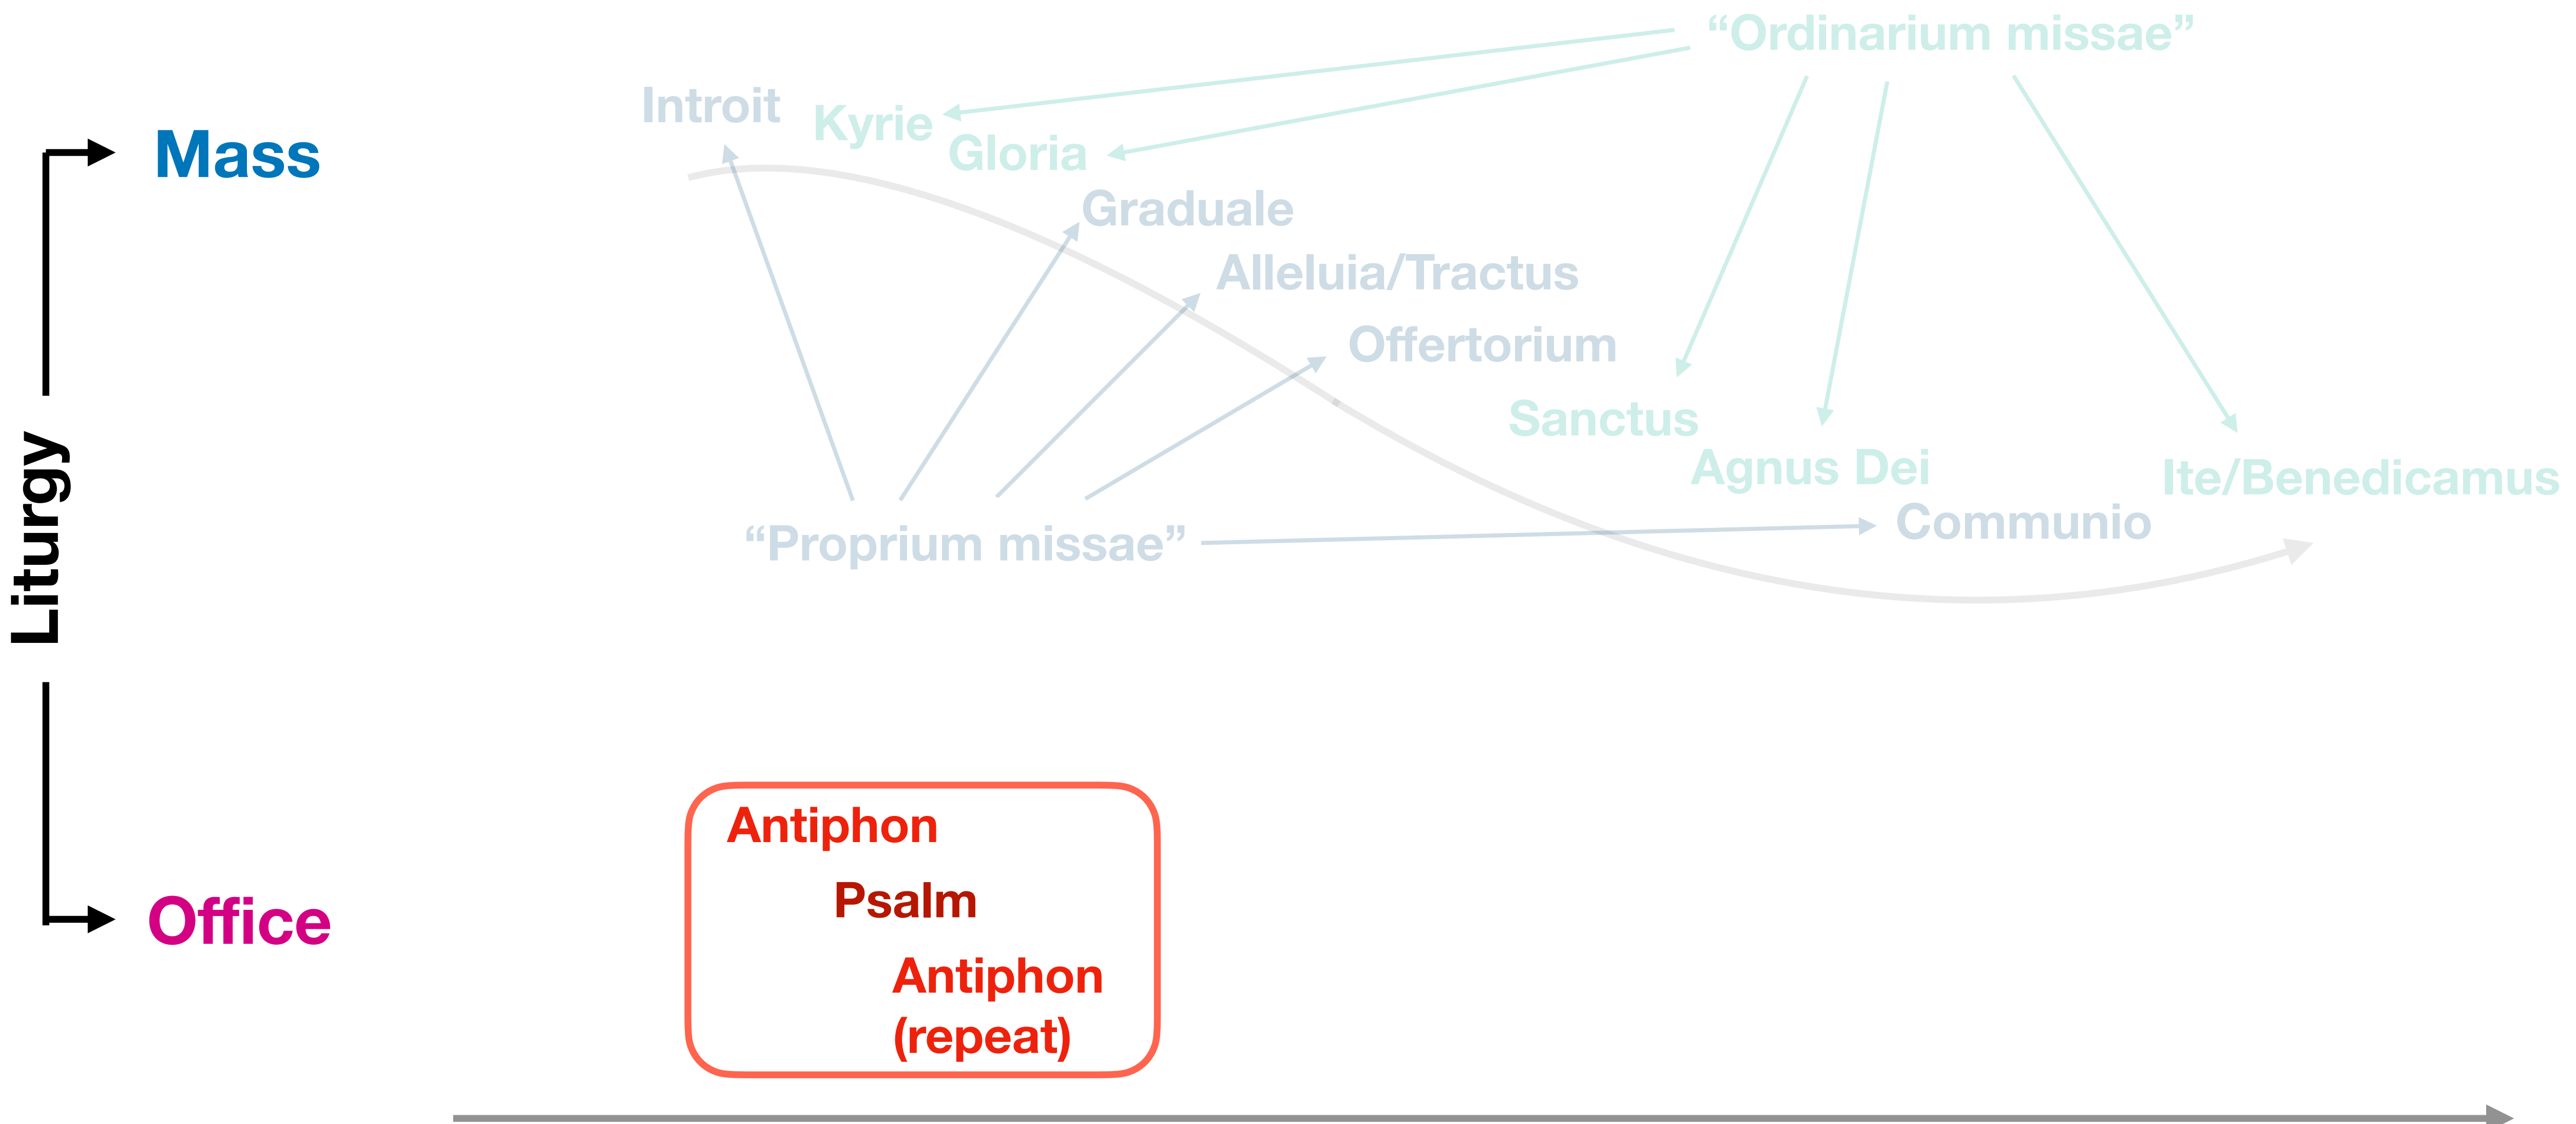 Liturgy
Mass
“Ordinarium missae”
Introit
Kyrie
Gloria
Graduale
Alleluia/Tractus
Offertorium
Sanctus
Agnus Dei
Ite/Benedicamus
Communio
“Proprium missae”
Office
Antiphon
Psalm
Antiphon
(repeat)